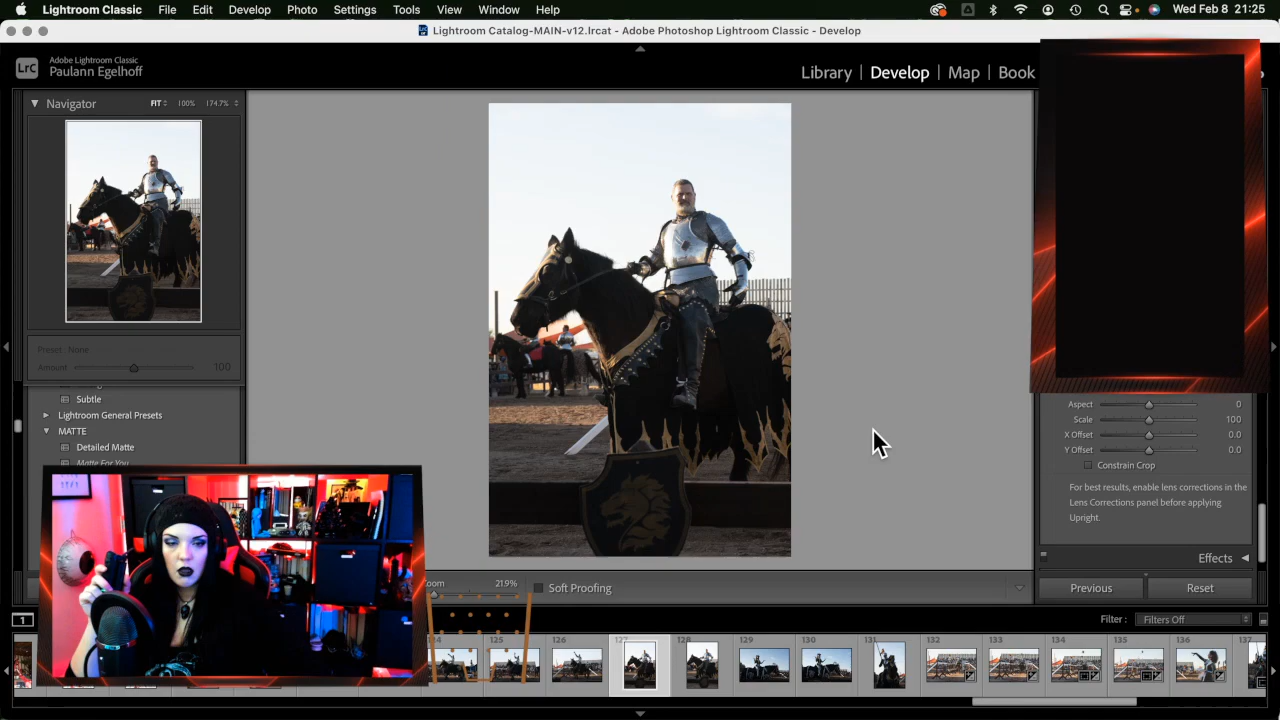 Lightroom Classic File Edit Develop Photo Settings Tools View Window Help Wed Feb 8 21:25
Lightroom Catalog-MAIN-v12.lrcat - Adobe Photoshop Lightroom Classic - Develop
LrC
Adobe Lightroom Classic
Paulann Egelhoff
Library | Develop | Map | Book
Navigator FIT 100% 174.7%
Preset: None
Amount 100
Subtle
Lightroom General Presets
MATTE
Detailed Matte
Matte For You
Aspect 0
Scale 100
X Offset 0.0
Y Offset 0.0
Constrain Crop
For best results, enable lens corrections in the
Lens Corrections panel before applying
Upright.
Effects
21.9% Soft Proofing
Previous Reset
1
Filter : Filters Off
125 126 127 128 129 130 131 132 133 134 135 136 137